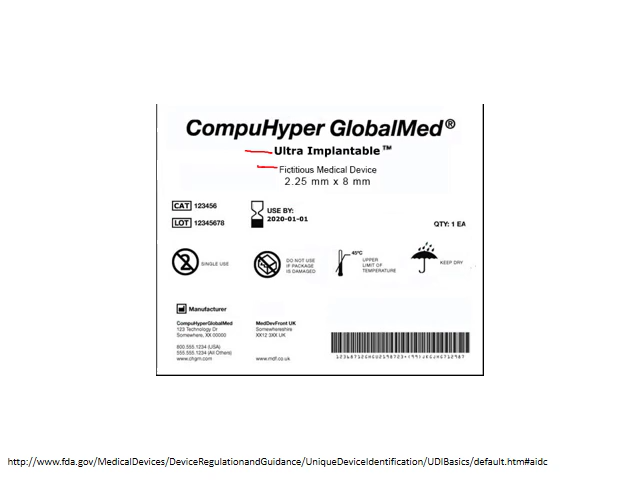 CompuHyper GlobalMed®
Ultra Implantable™
Fictitious Medical Device
2.25 mm x 8 mm
CAT 123456
LOT 12345678
USE BY:
2020-01-01
QTY: 1 EA
2
SINGLE USE
DO NOT USE
IF PACKAGE
IS DAMAGED
45°C
UPPER
LIMIT OF
TEMPERATURE
KEEP DRY
Manufacturer
CompuHyperGlobalMed
123 Technology Dr
Somewhere, XX 00000
800.555.1234 (USA)
555.555.1234 (All Others)
www.chgm.com
MedDevFront UK
Somewhereshire
XX12 3XX UK
www.mdf.co.uk
http://www.fda.gov/MedicalDevices/DeviceRegulationandGuidance/UniqueDeviceIdentification/UDIBasics/default.htm#aidc